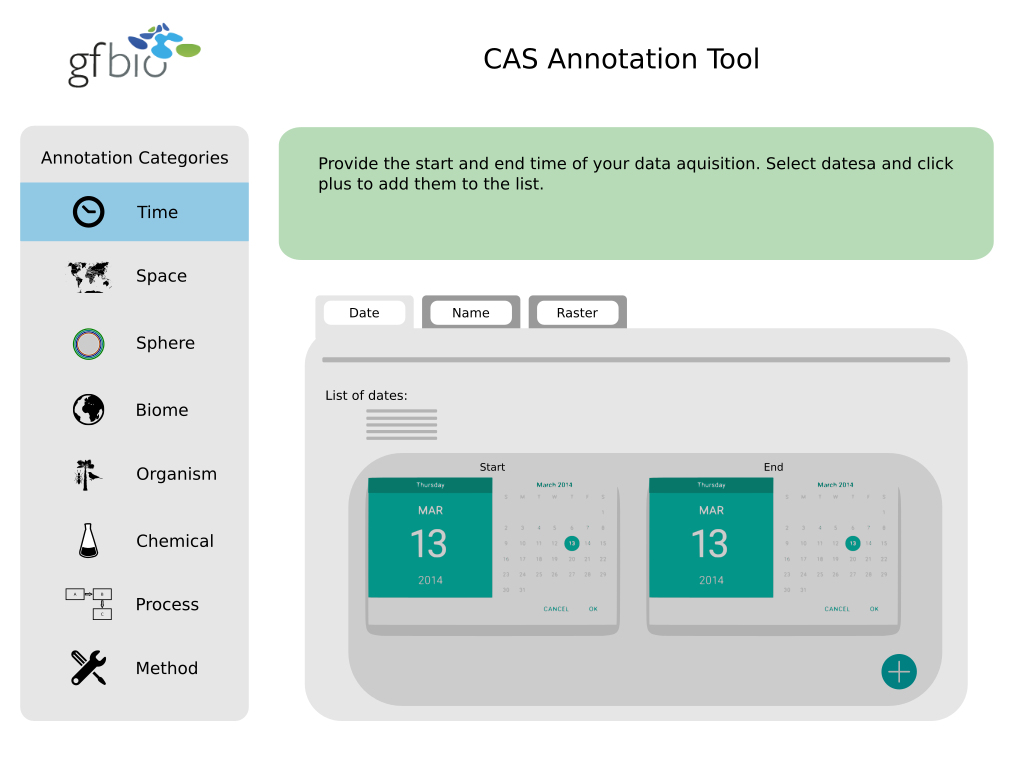 gfbio
CAS Annotation Tool
Annotation Categories
Time
Space
Sphere
Biome
Organism
Chemical
Process
Method
A B
C
Provide the start and end time of your data aquisition. Select datesa and click
plus to add them to the list.
Date Name Raster
List of dates:
Start
Thursday
MAR
13
2014
March 2014
S M T W T F S
1
2 3 4 5 6 7 8
9 10 11 12 13 14 15
16 17 18 19 20 21 22
23 24 25 26 27 28 29
30 31
CANCEL OK
End
Thursday
MAR
13
2014
March 2014
S M T W T F S
1
2 3 4 5 6 7 8
9 10 11 12 13 14 15
16 17 18 19 20 21 22
23 24 25 26 27 28 29
30 31
CANCEL OK